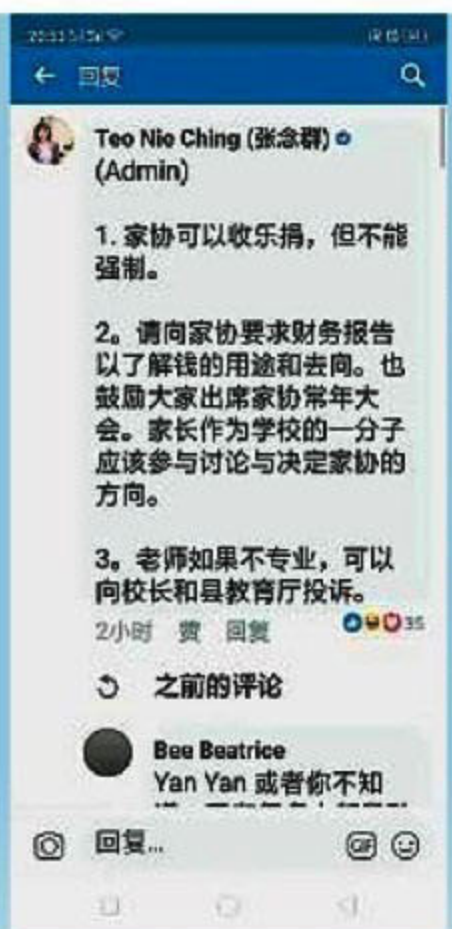 回复
Teo Nie Ching (张念群)
(Admin)
1. 家协可以收乐捐，但不能
强制。
2。请向家协要求财务报告
以了解钱的用途和去向。也
鼓励大家出席家协常年大
会。家长作为学校的一分子
应该参与讨论与决定家协的
方向。
3。老师如果不专业，可以
向校长和县教育厅投诉。
2小时 赞 回复 35
之前的评论
Bee Beatrice
Yan Yan 或者你不知
回复...
GIF